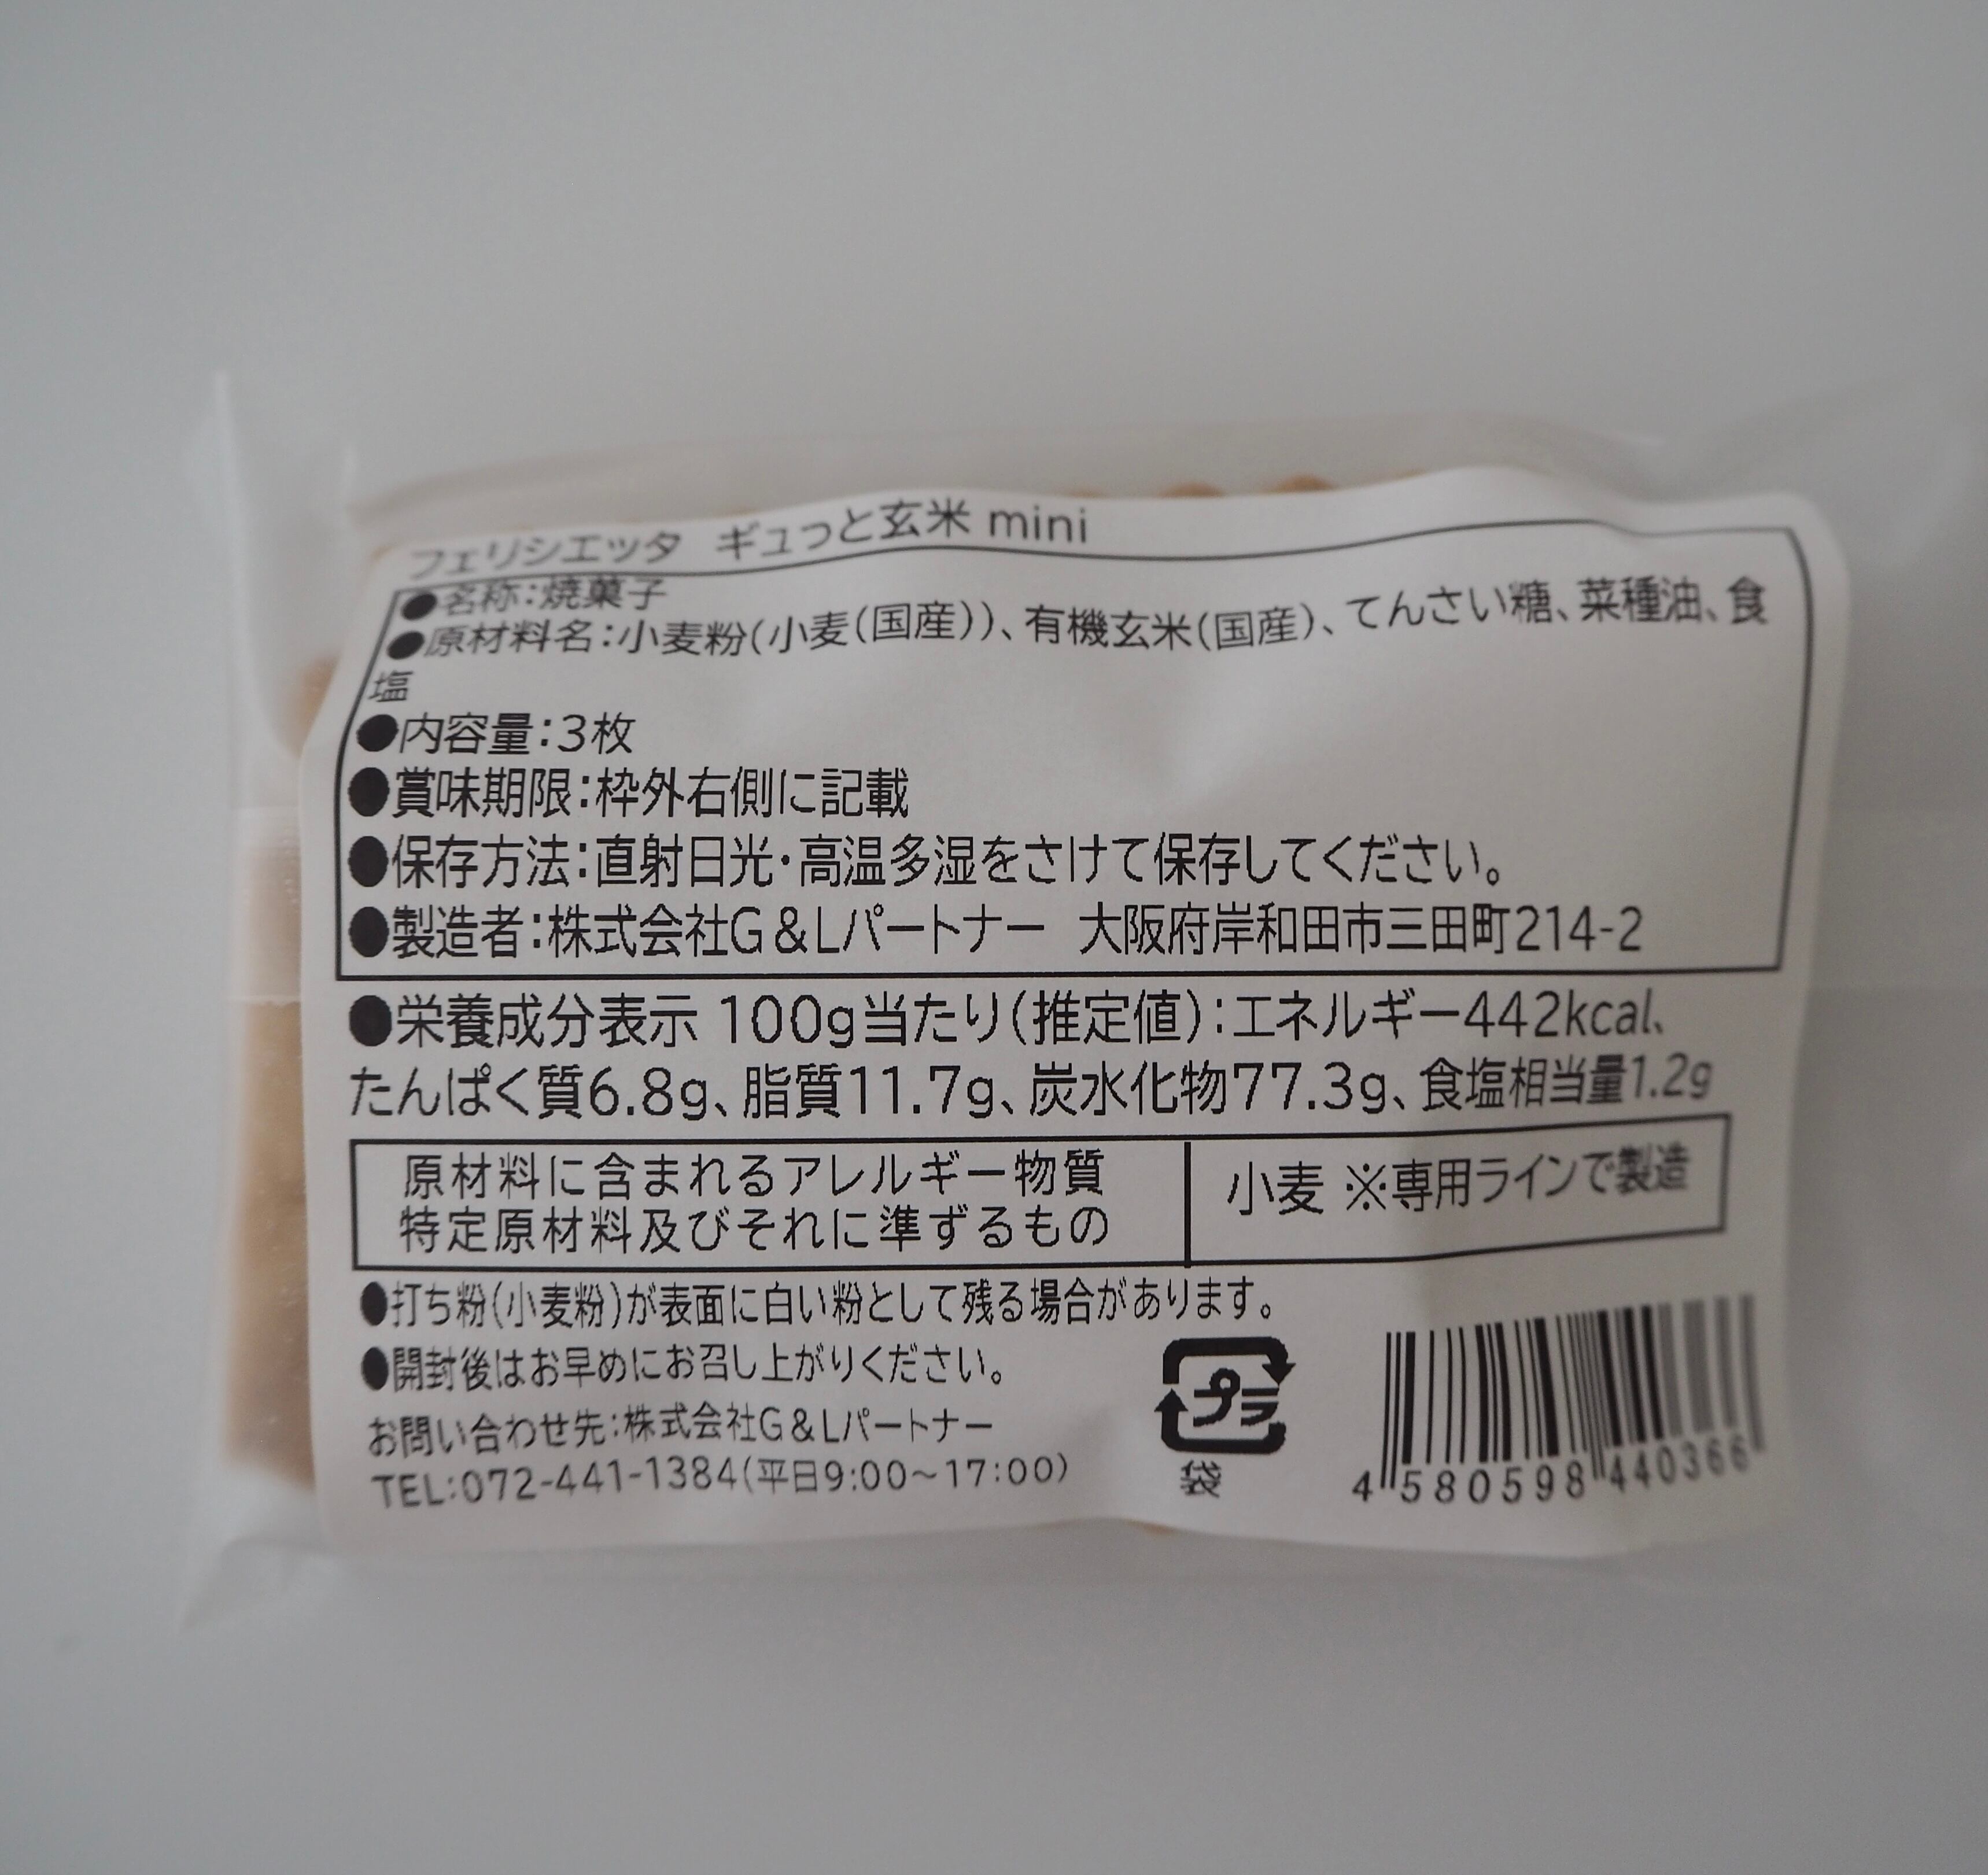 フェリシエッタ ギュっと玄米 mini
●名称:焼菓子
●原材料名:小麦粉(小麦(国産))、有機玄米(国産)、てんさい糖、菜種油、食
塩
●内容量:3枚
●賞味期限:枠外右側に記載
●保存方法:直射日光・高温多湿をさけて保存してください。
●製造者:株式会社G&Lパートナー 大阪府岸和田市三田町214-2
●栄養成分表示 100g当たり(推定値):エネルギー442kcal、
たんぱく質6.8g、脂質11.7g、炭水化物77.3g、食塩相当量1.2g
原材料に含まれるアレルギー物質
特定原材料及びそれに準ずるもの
小麦 ※専用ラインで製造
●打ち粉(小麦粉)が表面に白い粉として残る場合があります。
●開封後はお早めにお召し上がりください。
お問い合わせ先:株式会社G&Lパートナー
TEL:072-441-1384(平日9:00~17:00)
プラ
袋
4 580598 440366